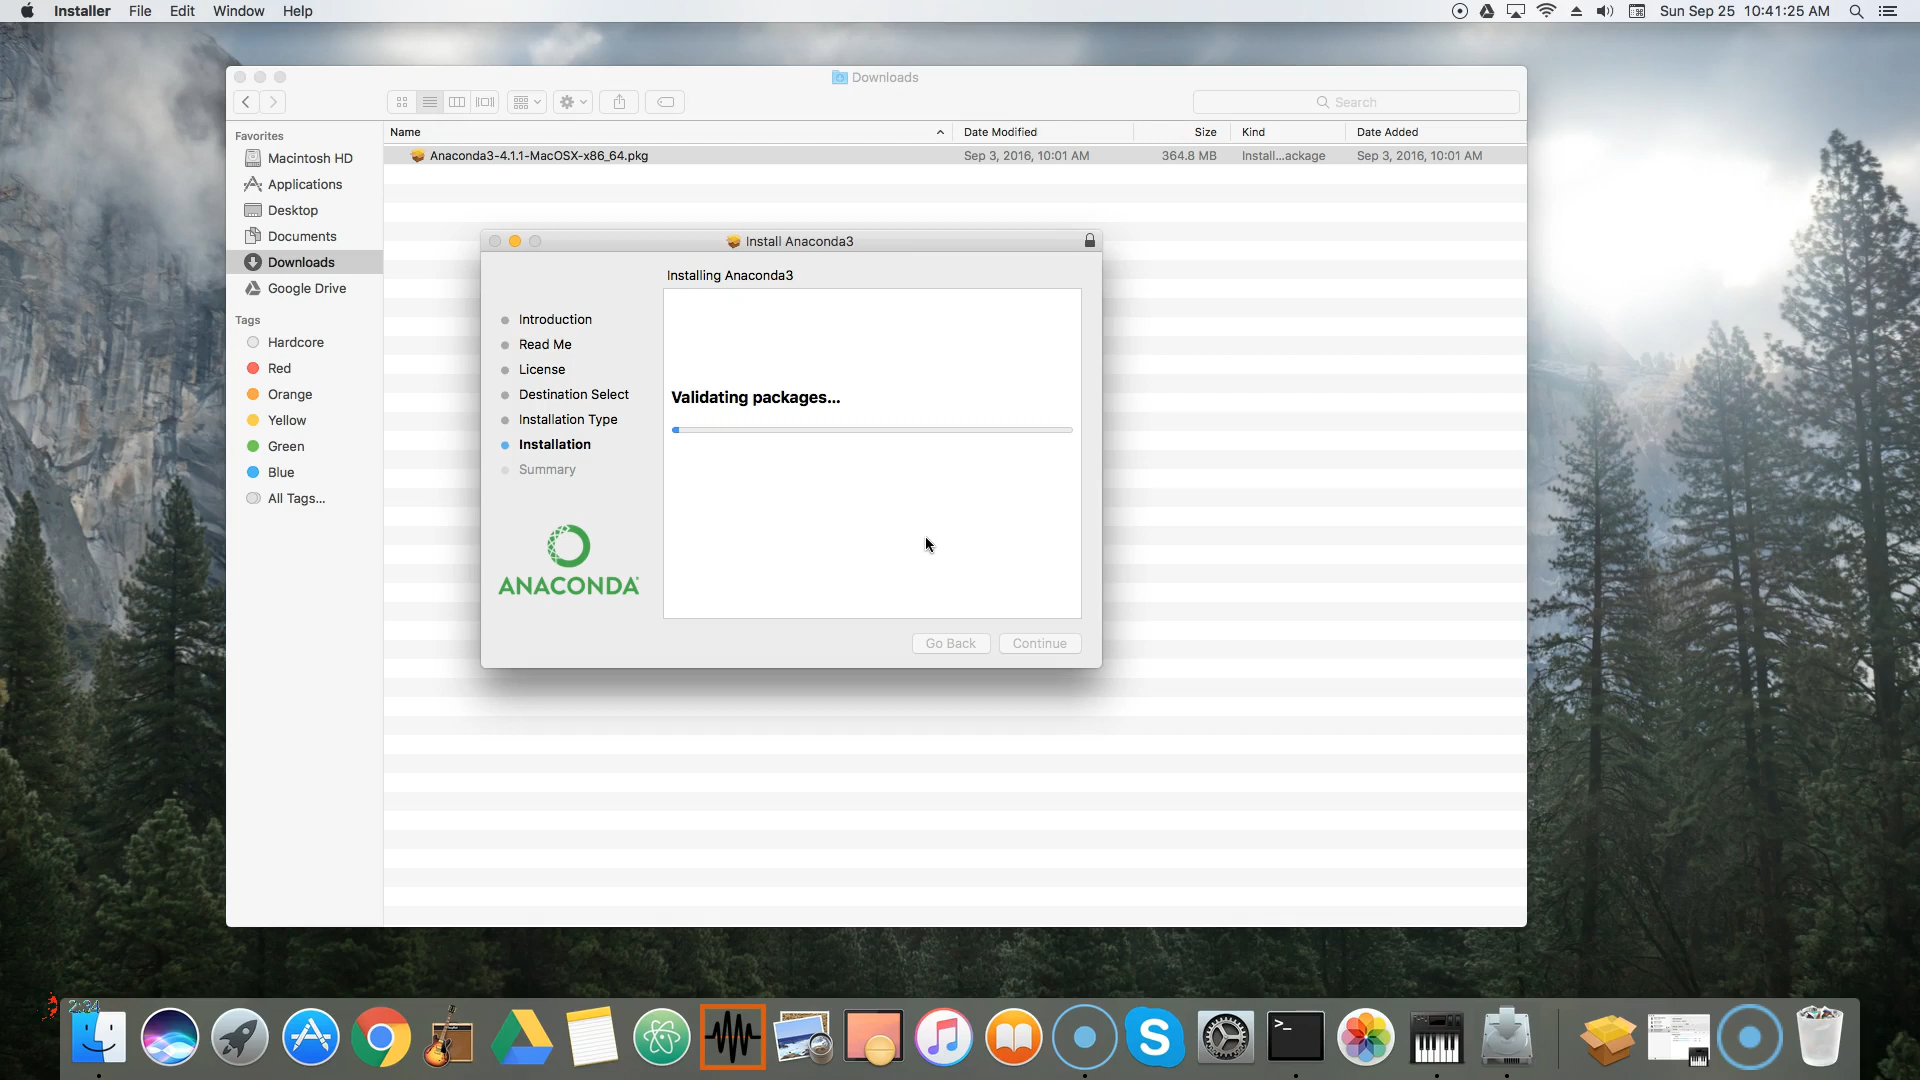 Installer File Edit Window Help
Sun Sep 25 10:41:25 AM
Downloads
Search
Name Date Modified Size Kind Date Added
Anaconda3-4.1.1-MacOSX-x86_64.pkg Sep 3, 2016, 10:01 AM 364.8 MB Install...ackage Sep 3, 2016, 10:01 AM
Favorites
Macintosh HD
Applications
Desktop
Documents
Downloads
Google Drive
Tags
Hardcore
Red
Orange
Yellow
Green
Blue
All Tags...
Install Anaconda3
Installing Anaconda3
Introduction
Read Me
License
Destination Select
Installation Type
Installation
Summary
Validating packages...
ANACONDA
Go Back Continue
2:34